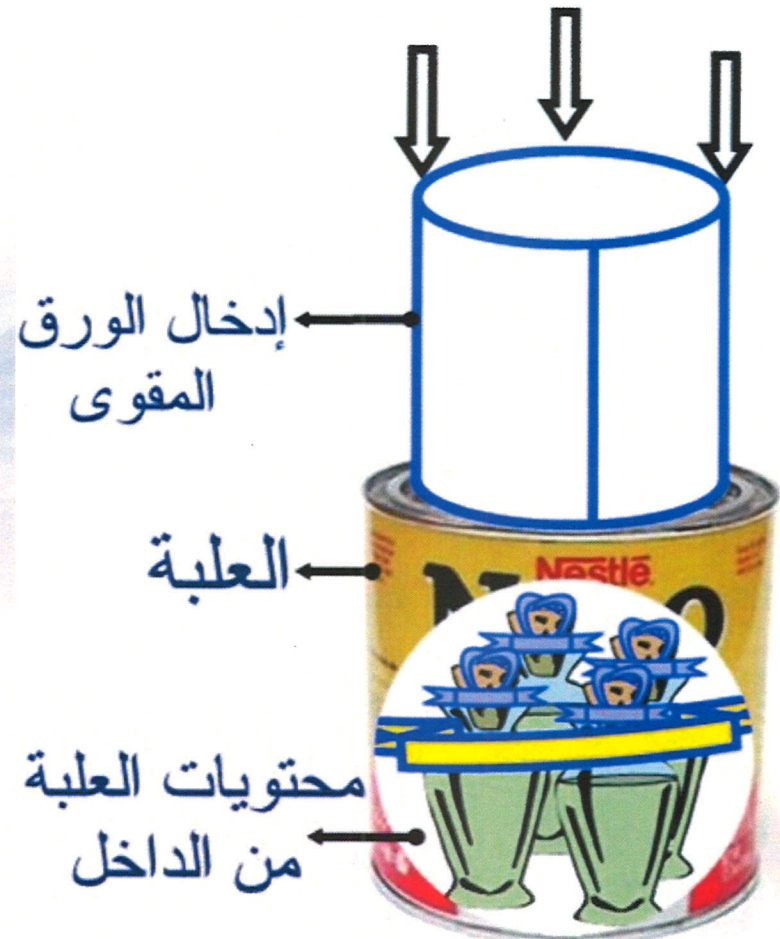 إدخال الورق
المقوى
العلبة
Nestlé
محتويات العلبة
من الداخل